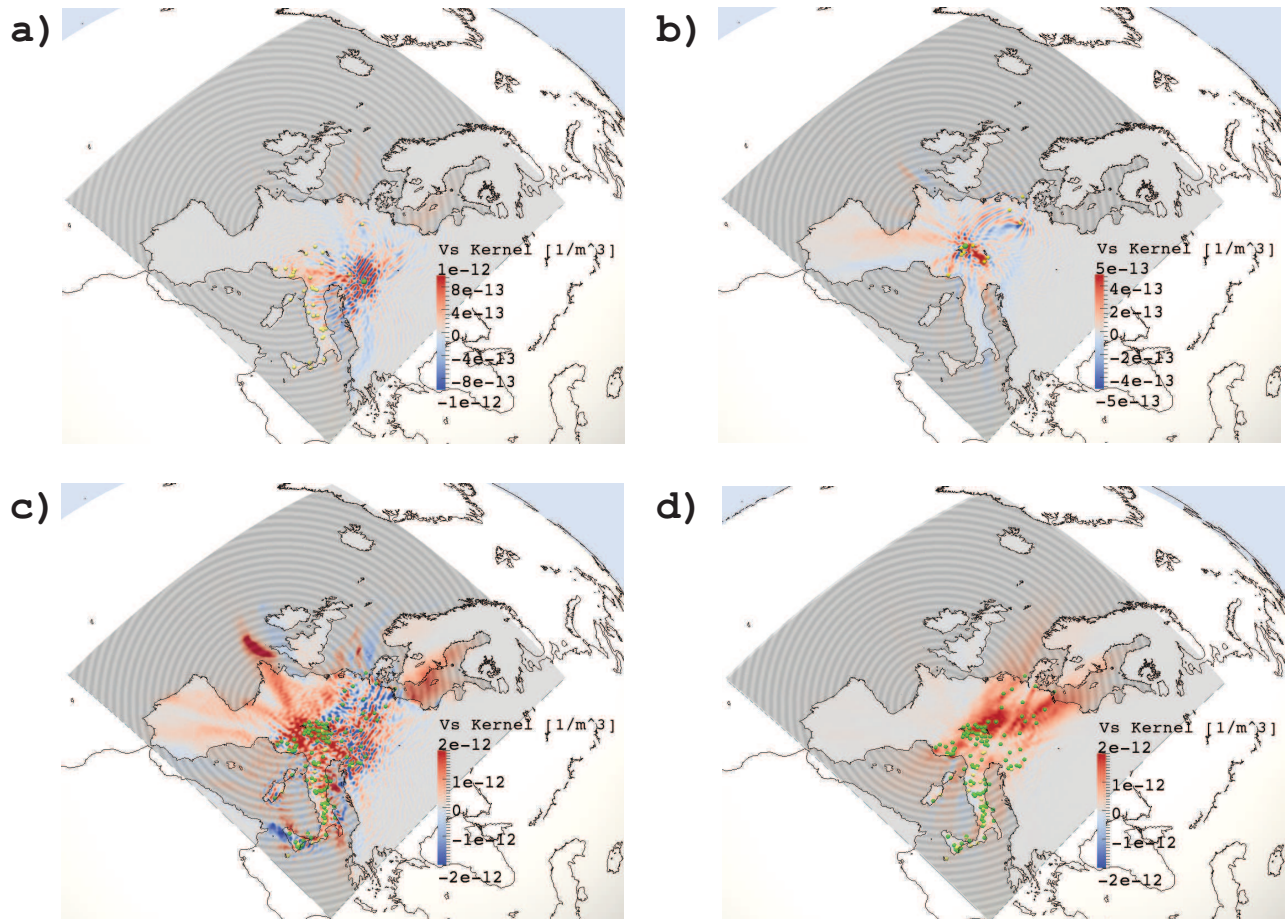 a)
Vs Kernel [1/m^3]
1e-12
8e-13
4e-13
0
-4e-13
-8e-13
-1e-12
b)
Vs Kernel [1/m^3]
5e-13
4e-13
2e-13
0
-2e-13
-4e-13
-5e-13
c)
Vs Kernel [1/m^3]
2e-12
1e-12
0
-1e-12
-2e-12
d)
Vs Kernel [1/m^3]
2e-12
1e-12
0
-1e-12
-2e-12